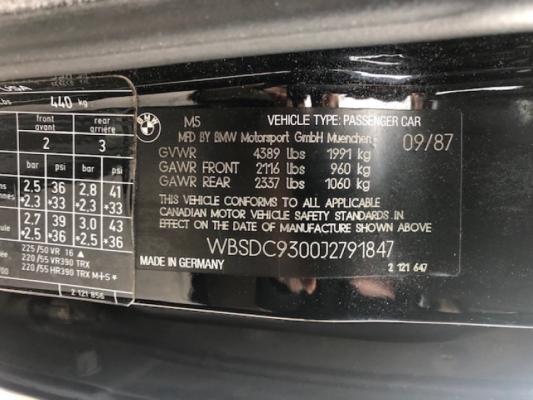 USA
Lbs 440 kg
front avant
rear arrière
2 3
bar psi bar psi
2.5 36 2.8 41
*2.3 *33 *2.3 *33
2.7 39 3.0 43
*2.5 *36 *2.5 *36
225/50 VR 16
220/55 VR390 TRX
220/55 HR390 TRX M+S *
2 121 856
BMW
M5 VEHICLE TYPE: PASSENGER CAR
MFD BY BMW Motorsport GmbH Muenchen 09/87
GVWR 4389 lbs 1991 kg
GAWR FRONT 2116 lbs 960 kg
GAWR REAR 2337 lbs 1060 kg
THIS VEHICLE CONFORMS TO ALL APPLICABLE
CANADIAN MOTOR VEHICLE SAFETY STANDARDS IN
EFFECT ON THE DATE OF MANUFACTURE SHOWN ABOVE
WBSDC9300J2791847
MADE IN GERMANY 2 121 647